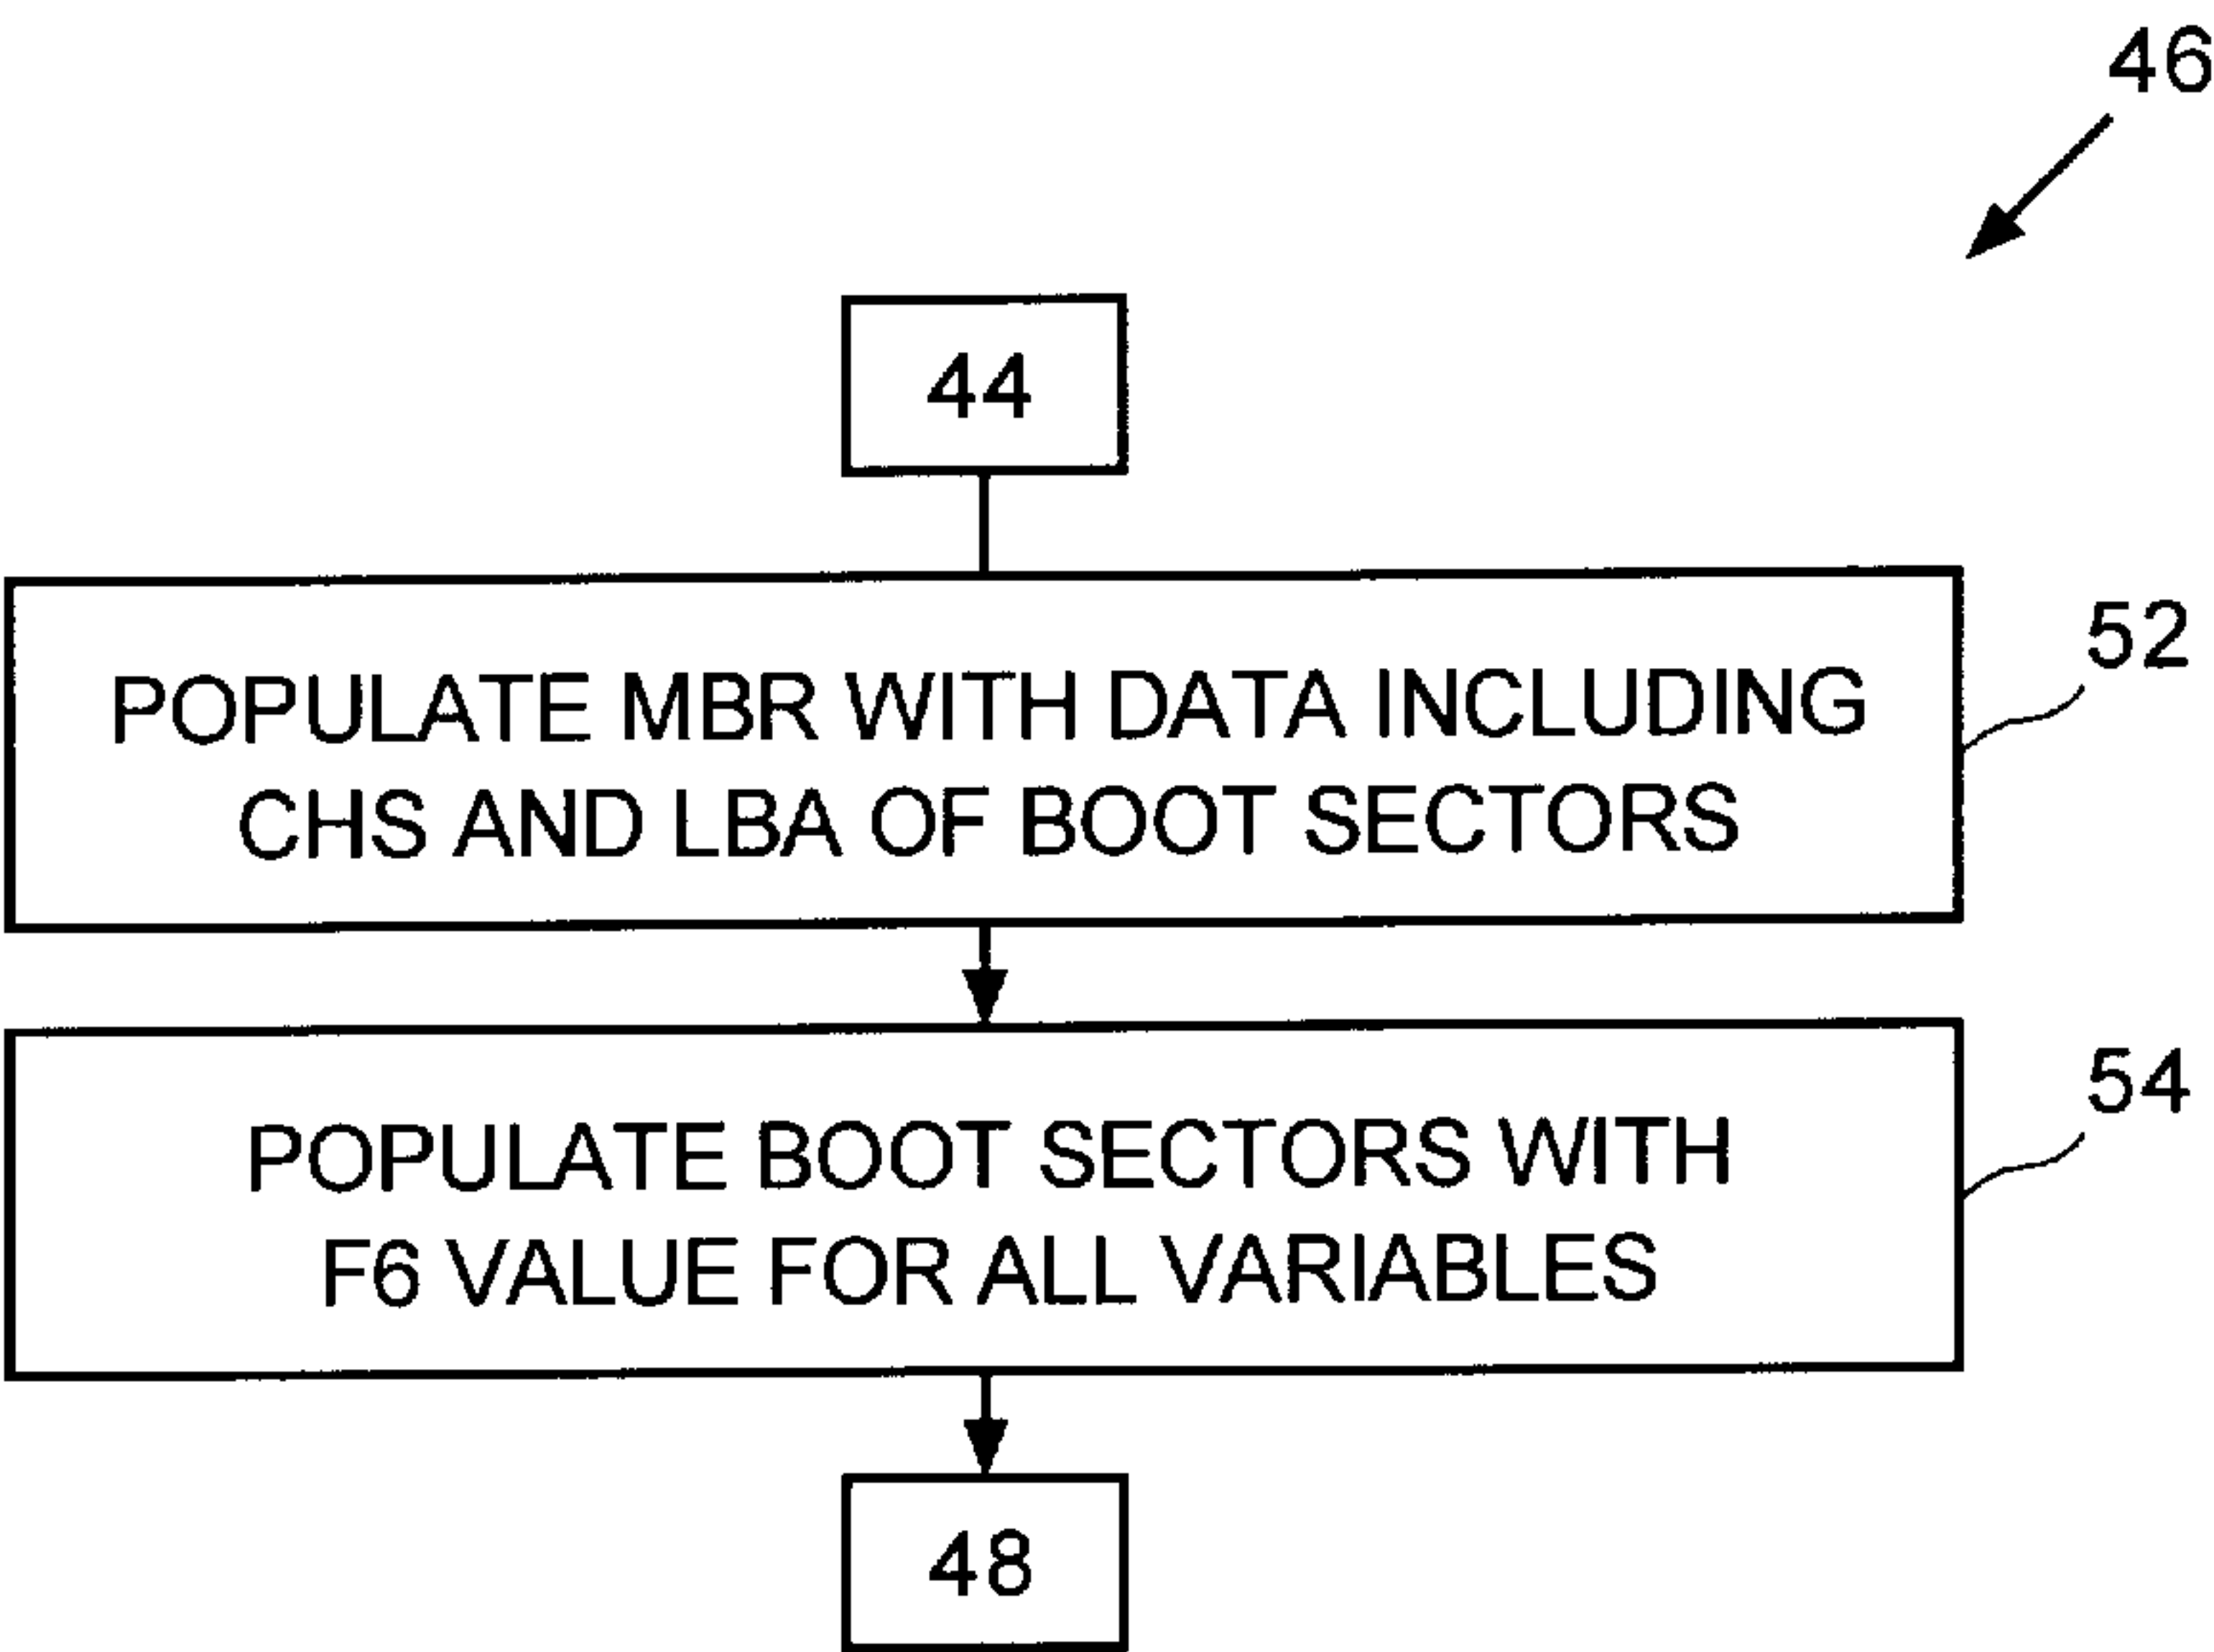 46
44
POPULATE MBR WITH DATA INCLUDING
CHS AND LBA OF BOOT SECTORS
52
POPULATE BOOT SECTORS WITH
F6 VALUE FOR ALL VARIABLES
54
48